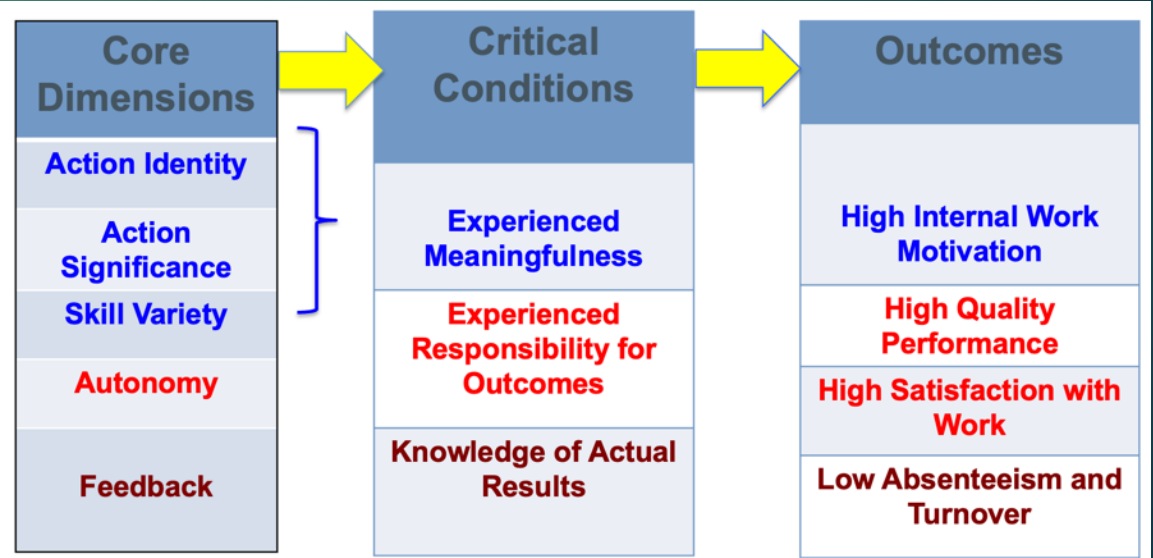 Core
Dimensions
Action Identity
Action
Significance
Skill Variety
Autonomy
Feedback
Critical
Conditions
Experienced
Meaningfulness
Experienced
Responsibility for
Outcomes
Knowledge of Actual
Results
Outcomes
High Internal Work
Motivation
High Quality
Performance
High Satisfaction with
Work
Low Absenteeism and
Turnover